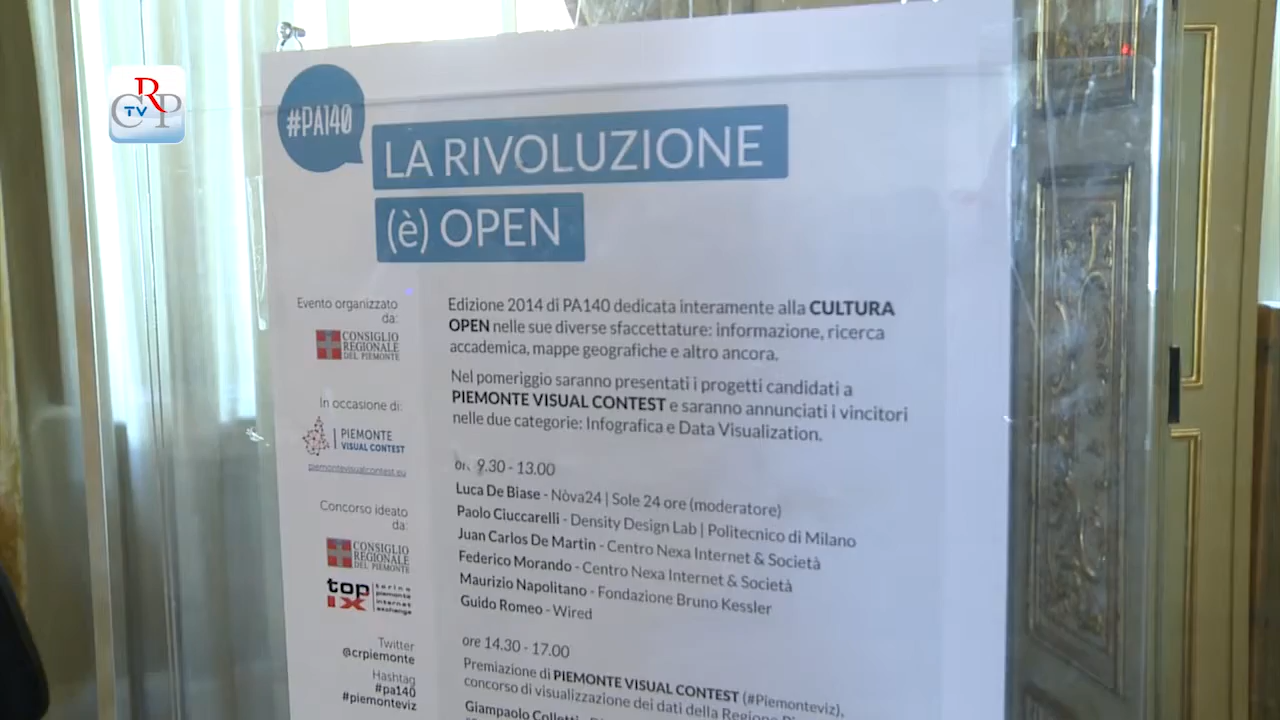 CRP
TV
#PA140
LA RIVOLUZIONE
(è) OPEN
Evento organizzato
da:
CONSIGLIO
REGIONALE
DEL PIEMONTE
In occasione di:
PIEMONTE
VISUAL CONTEST
piemontevisualcontest.eu
Concorso ideato
da:
CONSIGLIO
REGIONALE
DEL PIEMONTE
top
ix
torino
piemonte
internet
exchange
Twitter
@crpiemonte
Hashtag
#pa140
#piemonteviz
Edizione 2014 di PA140 dedicata interamente alla CULTURA
OPEN nelle sue diverse sfaccettature: informazione, ricerca
accademica, mappe geografiche e altro ancora.
Nel pomeriggio saranno presentati i progetti candidati a
PIEMONTE VISUAL CONTEST e saranno annunciati i vincitori
nelle due categorie: Infografica e Data Visualization.
9.30 - 13.00
Luca De Biase - Nòva24 | Sole 24 ore (moderatore)
Paolo Ciuccarelli - Density Design Lab | Politecnico di Milano
Juan Carlos De Martin - Centro Nexa Internet & Società
Federico Morando - Centro Nexa Internet & Società
Maurizio Napolitano - Fondazione Bruno Kessler
Guido Romeo - Wired
ore 14.30 - 17.00
Premiazione di PIEMONTE VISUAL CONTEST (#Piemonteviz),
concorso di visualizzazione dei dati della Regione
Giampaolo Colletti -